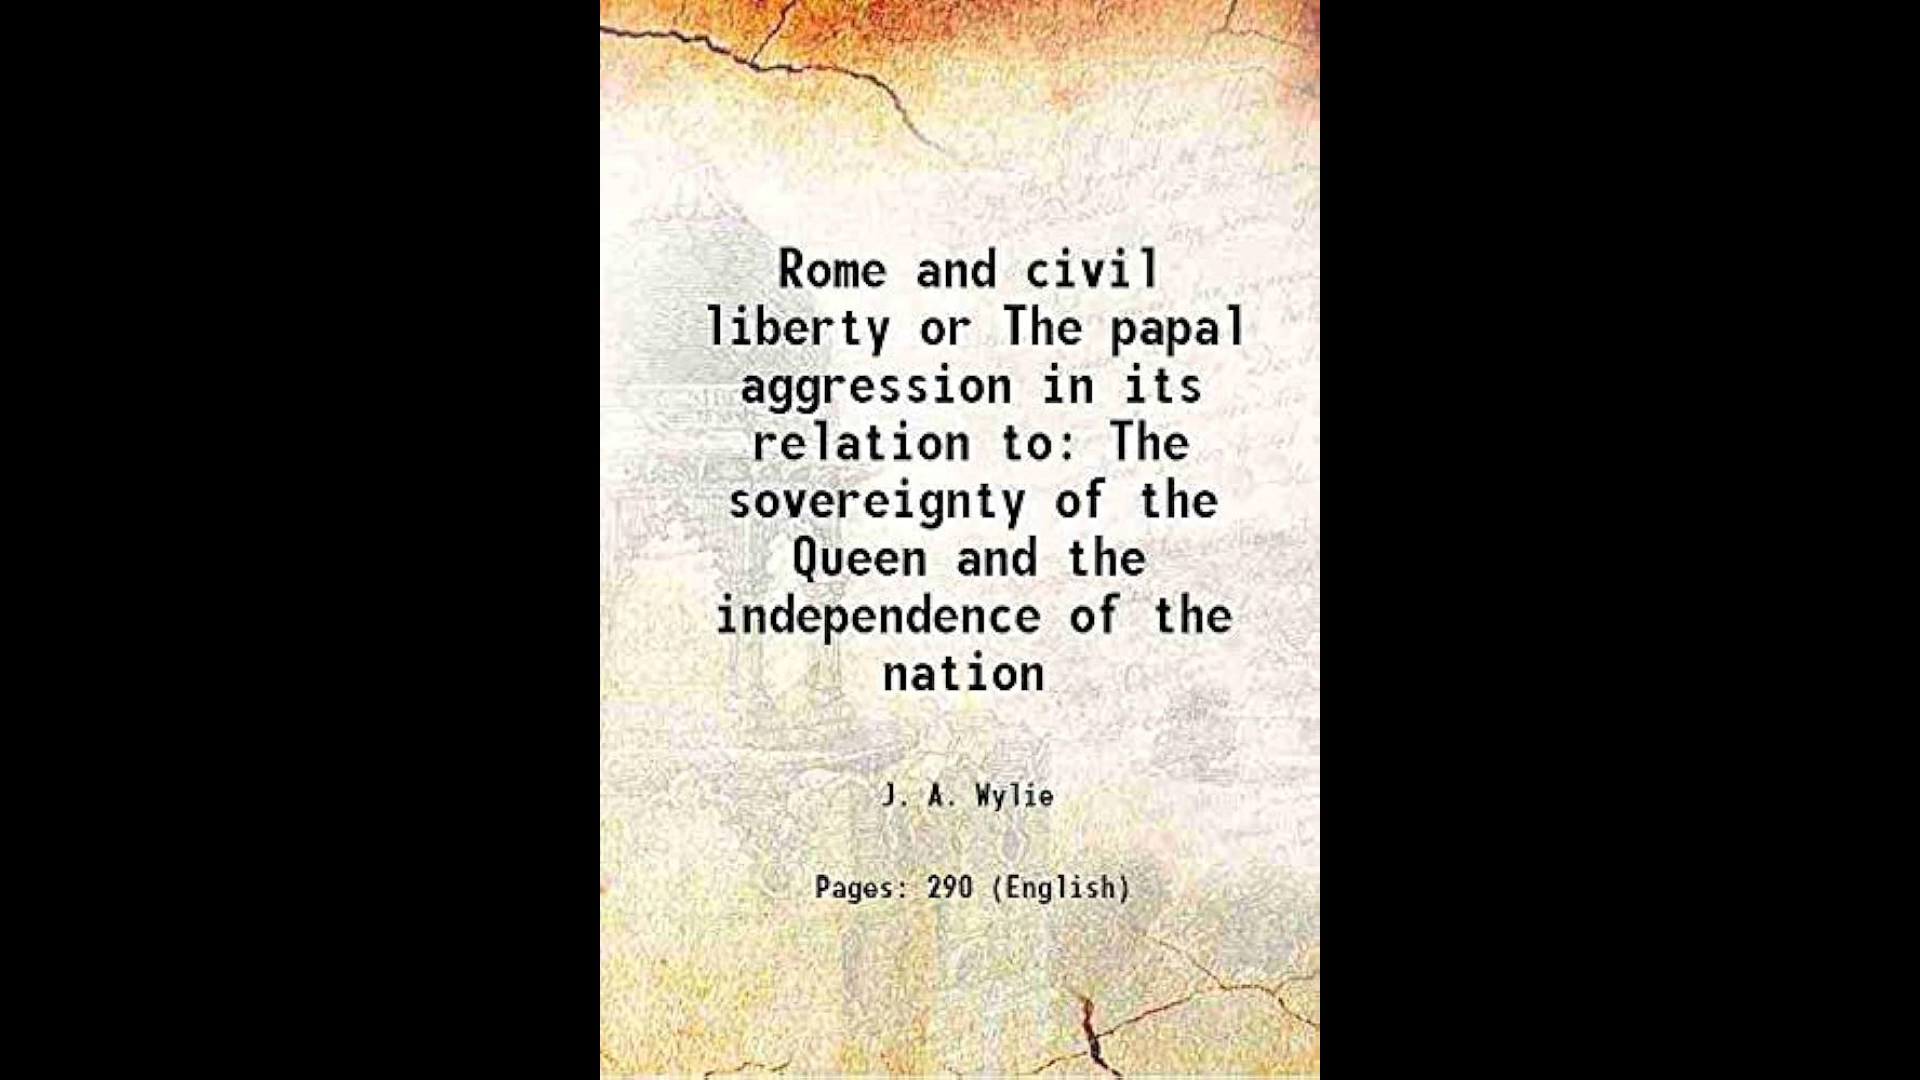 Rome and civil
liberty or The papal
aggression in its
relation to: The
sovereignty of the
Queen and the
independence of the
nation
J. A. Wylie
Pages: 290 (English)